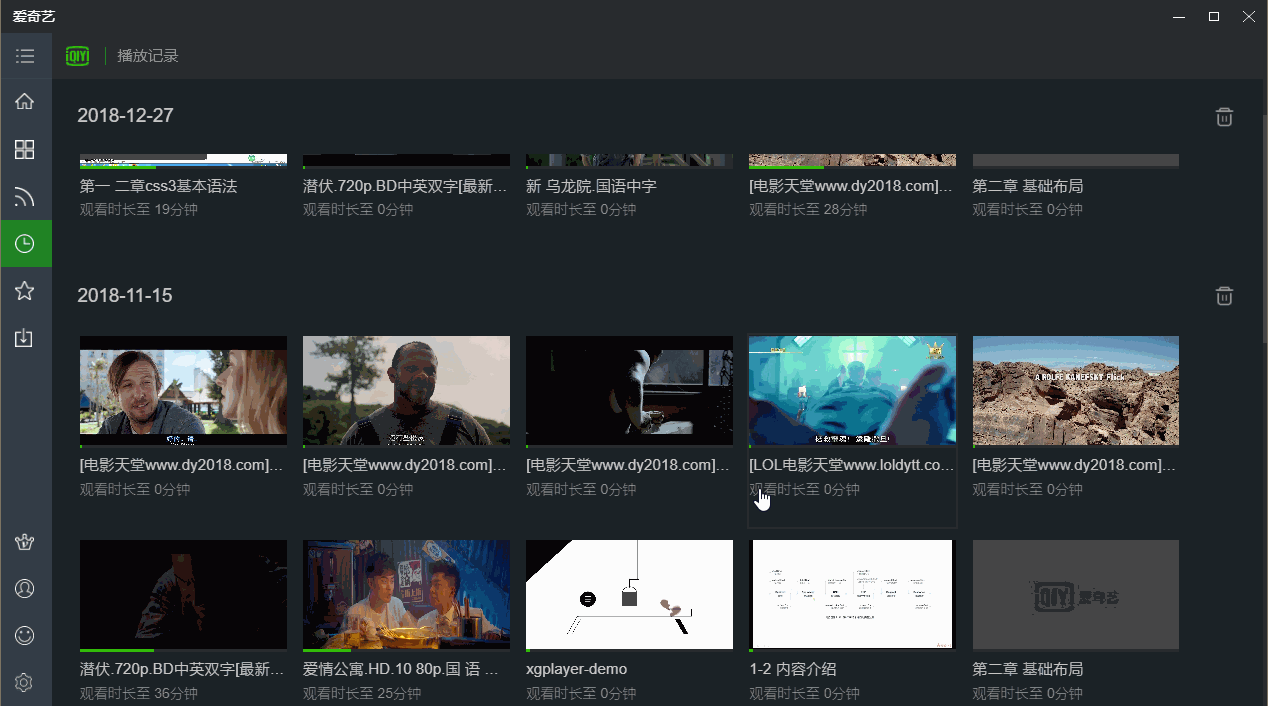 爱奇艺
iQIYI
播放记录
2018-12-27
第一 二章css3基本语法
潜伏.720p.BD中英双字[最新...
新 乌龙院.国语中字
[电影天堂www.dy2018.com]...
第二章 基础布局
观看时长至 19分钟
观看时长至 0分钟
观看时长至 0分钟
观看时长至 28分钟
观看时长至 0分钟
2018-11-15
A ROLFE KANEFSKY Flick
[电影天堂www.dy2018.com]...
[电影天堂www.dy2018.com]...
[电影天堂www.dy2018.com]...
[LOL电影天堂www.loldytt.co...
[电影天堂www.dy2018.com]...
观看时长至 0分钟
观看时长至 0分钟
观看时长至 0分钟
观看时长至 0分钟
观看时长至 0分钟
iQIYI 爱奇艺
潜伏.720p.BD中英双字[最新...
爱情公寓.HD.10 80p.国 语 ...
xgplayer-demo
1-2 内容介绍
第二章 基础布局
观看时长至 36分钟
观看时长至 25分钟
观看时长至 0分钟
观看时长至 0分钟
观看时长至 0分钟